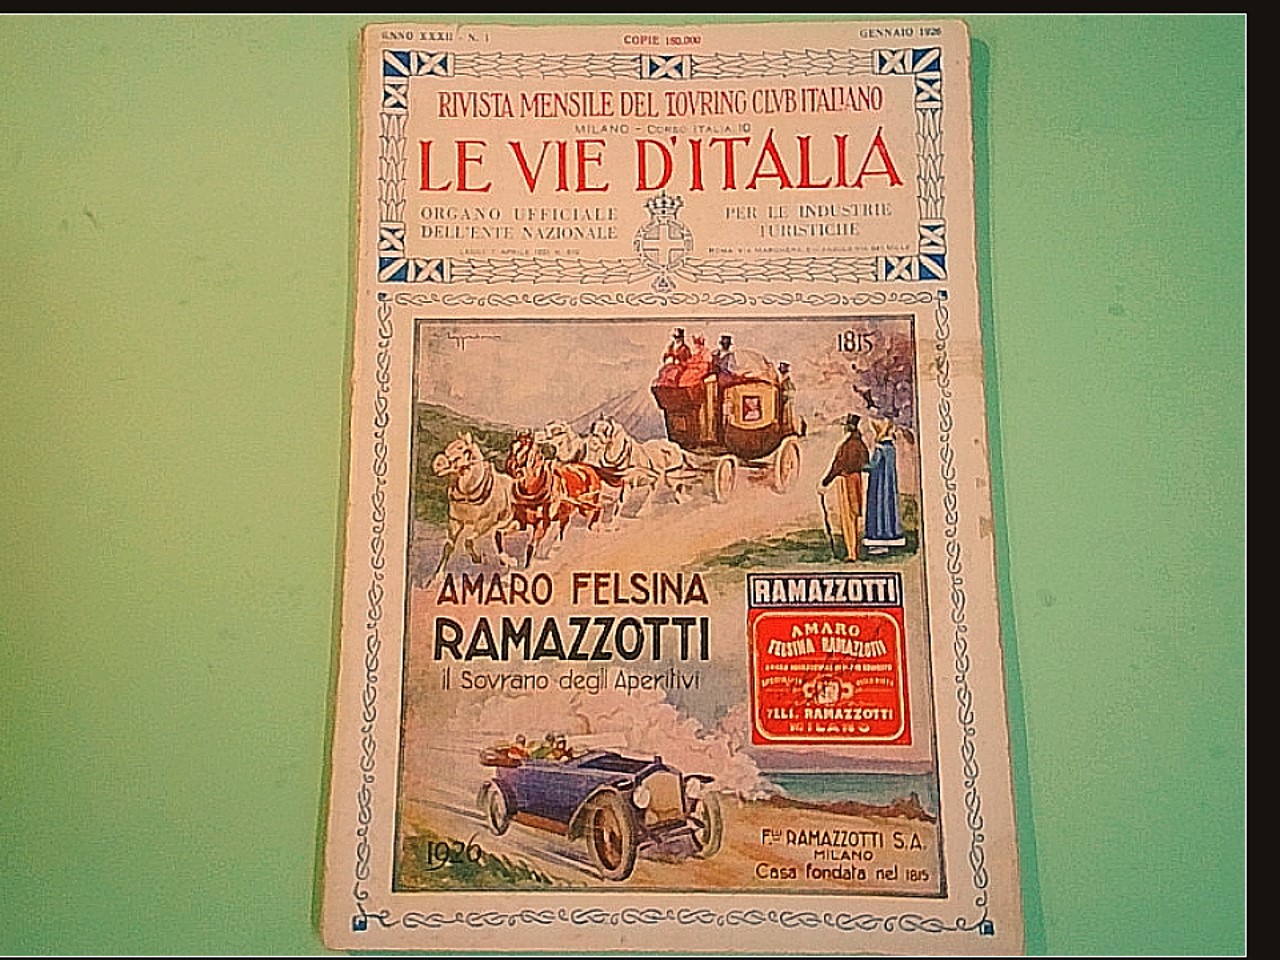 ANNO XXXII - N. 1
COPIE 150.000
GENNAIO 1926
RIVISTA MENSILE DEL TOVRING CLVB ITALIANO
MILANO - CORSO ITALIA 10
LE VIE D'ITALIA
ORGANO UFFICIALE
DELL'ENTE NAZIONALE
PER LE INDUSTRIE
TURISTICHE
1815
AMARO FELSINA
RAMAZZOTTI
il Sovrano degli Aperitivi
RAMAZZOTTI
AMARO
FELSINA RAMAZZOTTI
F.LLI. RAMAZZOTTI
MILANO
1926
F.LLI RAMAZZOTTI S.A.
MILANO
Casa fondata nel 1815